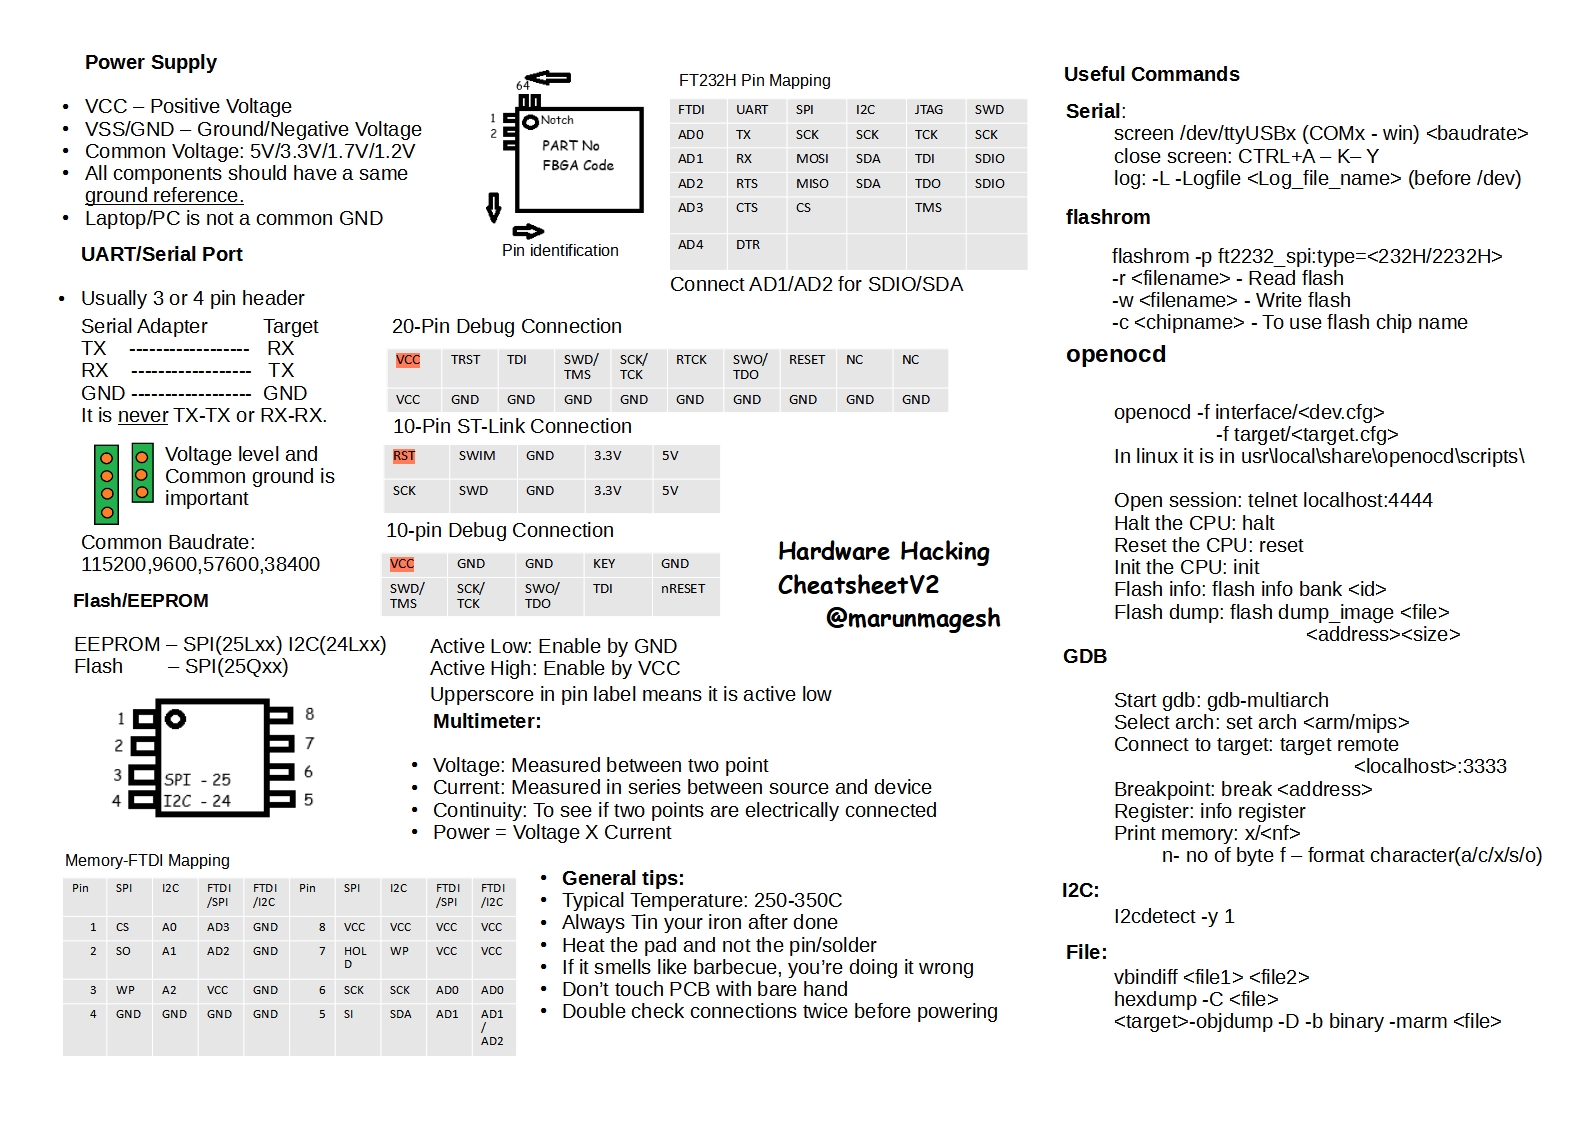 Power Supply
• VCC – Positive Voltage
• VSS/GND – Ground/Negative Voltage
• Common Voltage: 5V/3.3V/1.7V/1.2V
• All components should have a same
ground reference.
• Laptop/PC is not a common GND
UART/Serial Port
• Usually 3 or 4 pin header
Serial Adapter Target
TX ------------------ RX
RX ------------------ TX
GND ------------------ GND
It is never TX-TX or RX-RX.
Voltage level and
Common ground is
important
Common Baudrate:
115200,9600,57600,38400
Flash/EEPROM
EEPROM – SPI(25Lxx) I2C(24Lxx)
Flash – SPI(25Qxx)
1 8
2 7
3 6
4 5
SPI - 25
I2C - 24
Memory-FTDI Mapping
Pin SPI I2C FTDI/SPI FTDI/I2C Pin SPI I2C FTDI/SPI FTDI/I2C
1 CS A0 AD3 GND 8 VCC VCC VCC VCC
2 SO A1 AD2 GND 7 HOLD WP VCC VCC
3 WP A2 VCC GND 6 SCK SCK AD0 AD0
4 GND GND GND GND 5 SI SDA AD1 AD1/AD2
64
1
2
Notch
PART No
FBGA Code
Pin identification
FT232H Pin Mapping
FTDI UART SPI I2C JTAG SWD
AD0 TX SCK SCK TCK SCK
AD1 RX MOSI SDA TDI SDIO
AD2 RTS MISO SDA TDO SDIO
AD3 CTS CS TMS
AD4 DTR
Connect AD1/AD2 for SDIO/SDA
20-Pin Debug Connection
VCC TRST TDI SWD/TMS SCK/TCK RTCK SWO/TDO RESET NC NC
VCC GND GND GND GND GND GND GND GND GND
10-Pin ST-Link Connection
RST SWIM GND 3.3V 5V
SCK SWD GND 3.3V 5V
10-pin Debug Connection
VCC GND GND KEY GND
SWD/TMS SCK/TCK SWO/TDO TDI nRESET
Hardware Hacking
CheatsheetV2
@marunmagesh
Active Low: Enable by GND
Active High: Enable by VCC
Upperscore in pin label means it is active low
Multimeter:
• Voltage: Measured between two point
• Current: Measured in series between source and device
• Continuity: To see if two points are electrically connected
• Power = Voltage X Current
• General tips:
• Typical Temperature: 250-350C
• Always Tin your iron after done
• Heat the pad and not the pin/solder
• If it smells like barbecue, you’re doing it wrong
• Don’t touch PCB with bare hand
• Double check connections twice before powering
Useful Commands
Serial:
screen /dev/ttyUSBx (COMx - win) <baudrate>
close screen: CTRL+A – K– Y
log: -L -Logfile <Log_file_name> (before /dev)
flashrom
flashrom -p ft2232_spi:type=<232H/2232H>
-r <filename> - Read flash
-w <filename> - Write flash
-c <chipname> - To use flash chip name
openocd
openocd -f interface/<dev.cfg>
-f target/<target.cfg>
In linux it is in usr\local\share\openocd\scripts\
Open session: telnet localhost:4444
Halt the CPU: halt
Reset the CPU: reset
Init the CPU: init
Flash info: flash info bank <id>
Flash dump: flash dump_image <file>
<address><size>
GDB
Start gdb: gdb-multiarch
Select arch: set arch <arm/mips>
Connect to target: target remote
<localhost>:3333
Breakpoint: break <address>
Register: info register
Print memory: x/<nf>
n- no of byte f – format character(a/c/x/s/o)
I2C:
I2cdetect -y 1
File:
vbindiff <file1> <file2>
hexdump -C <file>
<target>-objdump -D -b binary -marm <file>